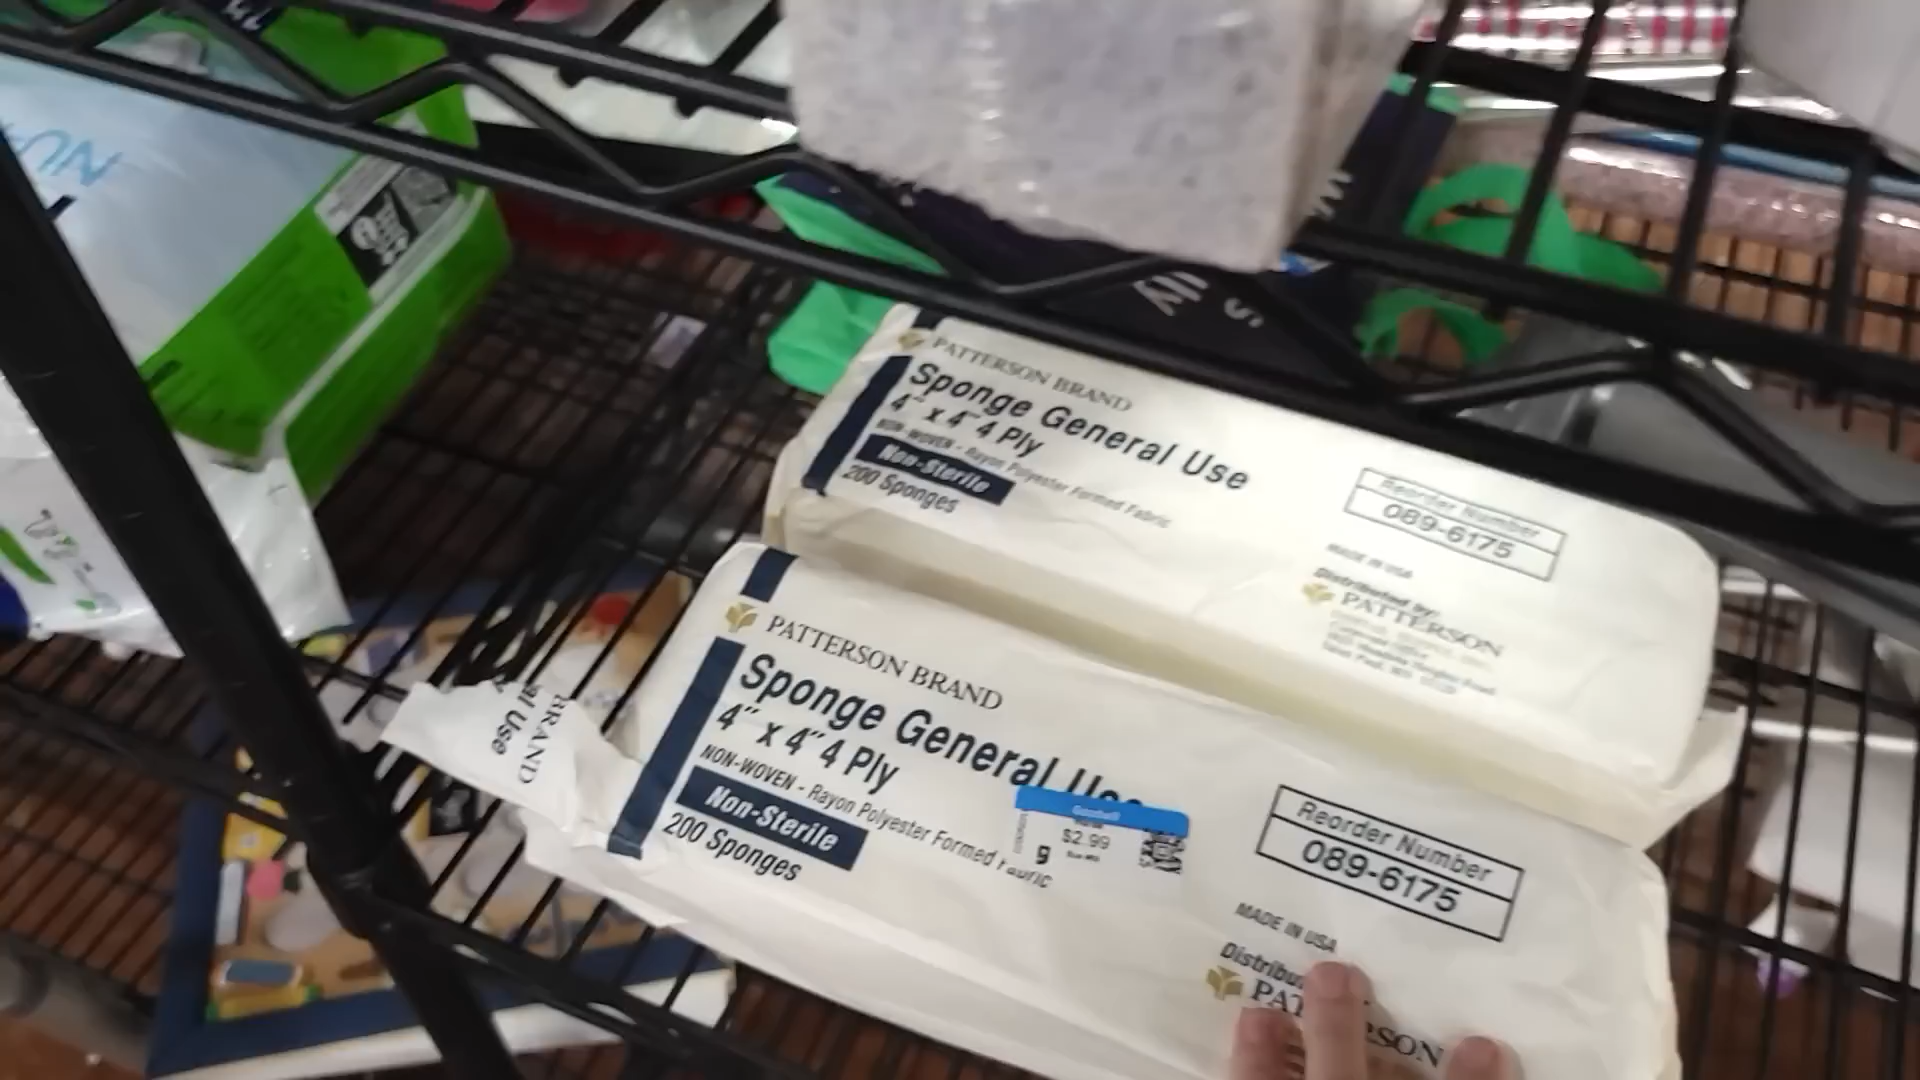 PATTERSON BRAND
Sponge General Use
4" x 4" 4 Ply
NON-WOVEN - Rayon Polyester Formed Fabric
Non-Sterile
200 Sponges
Reorder Number
089-6175
MADE IN USA
Distributed by:
PATTERSON
BRAND
al Use
PATTERSON BRAND
Sponge General Use
4" x 4" 4 Ply
NON-WOVEN - Rayon Polyester Formed Fabric
Non-Sterile
200 Sponges
$2.99
g
Reorder Number
089-6175
MADE IN USA
Distribu
PATTERSON